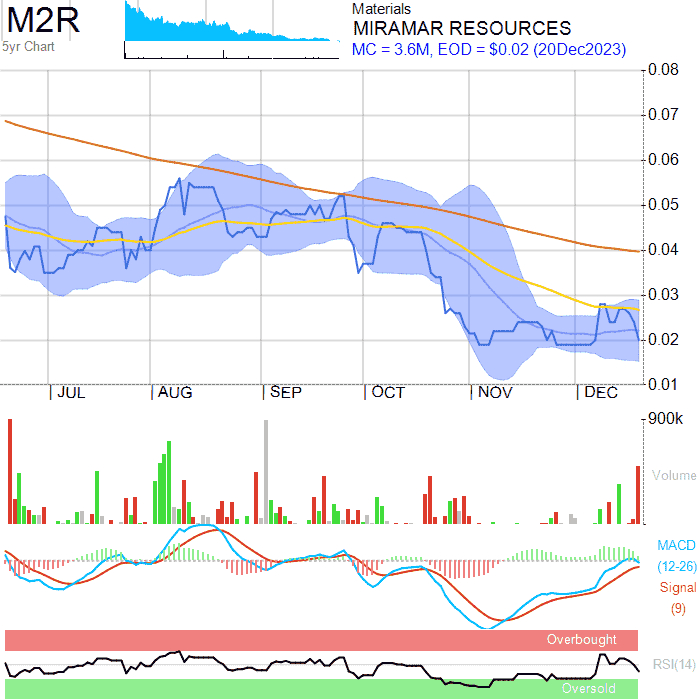 M2R
5yr Chart
Materials
MIRAMAR RESOURCES
MC = 3.6M, EOD = $0.02 (20Dec2023)
0.08
0.07
0.06
0.05
0.04
0.03
0.02
0.01
JUL AUG SEP OCT NOV DEC
900k
Volume
MACD
(12-26)
Signal
(9)
Overbought
RSI(14)
Oversold